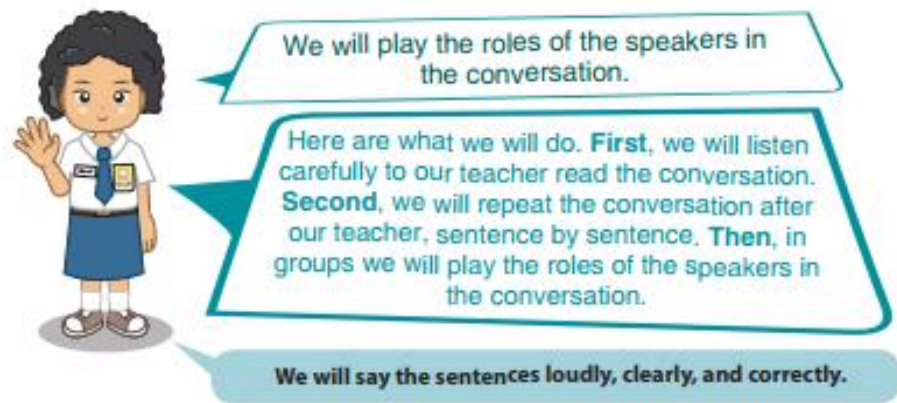 We will play the roles of the speakers in
the conversation.
Here are what we will do. First, we will listen
carefully to our teacher read the conversation.
Second, we will repeat the conversation after
our teacher, sentence by sentence. Then, in
groups we will play the roles of the speakers in
the conversation.
We will say the sentences loudly, clearly, and correctly.